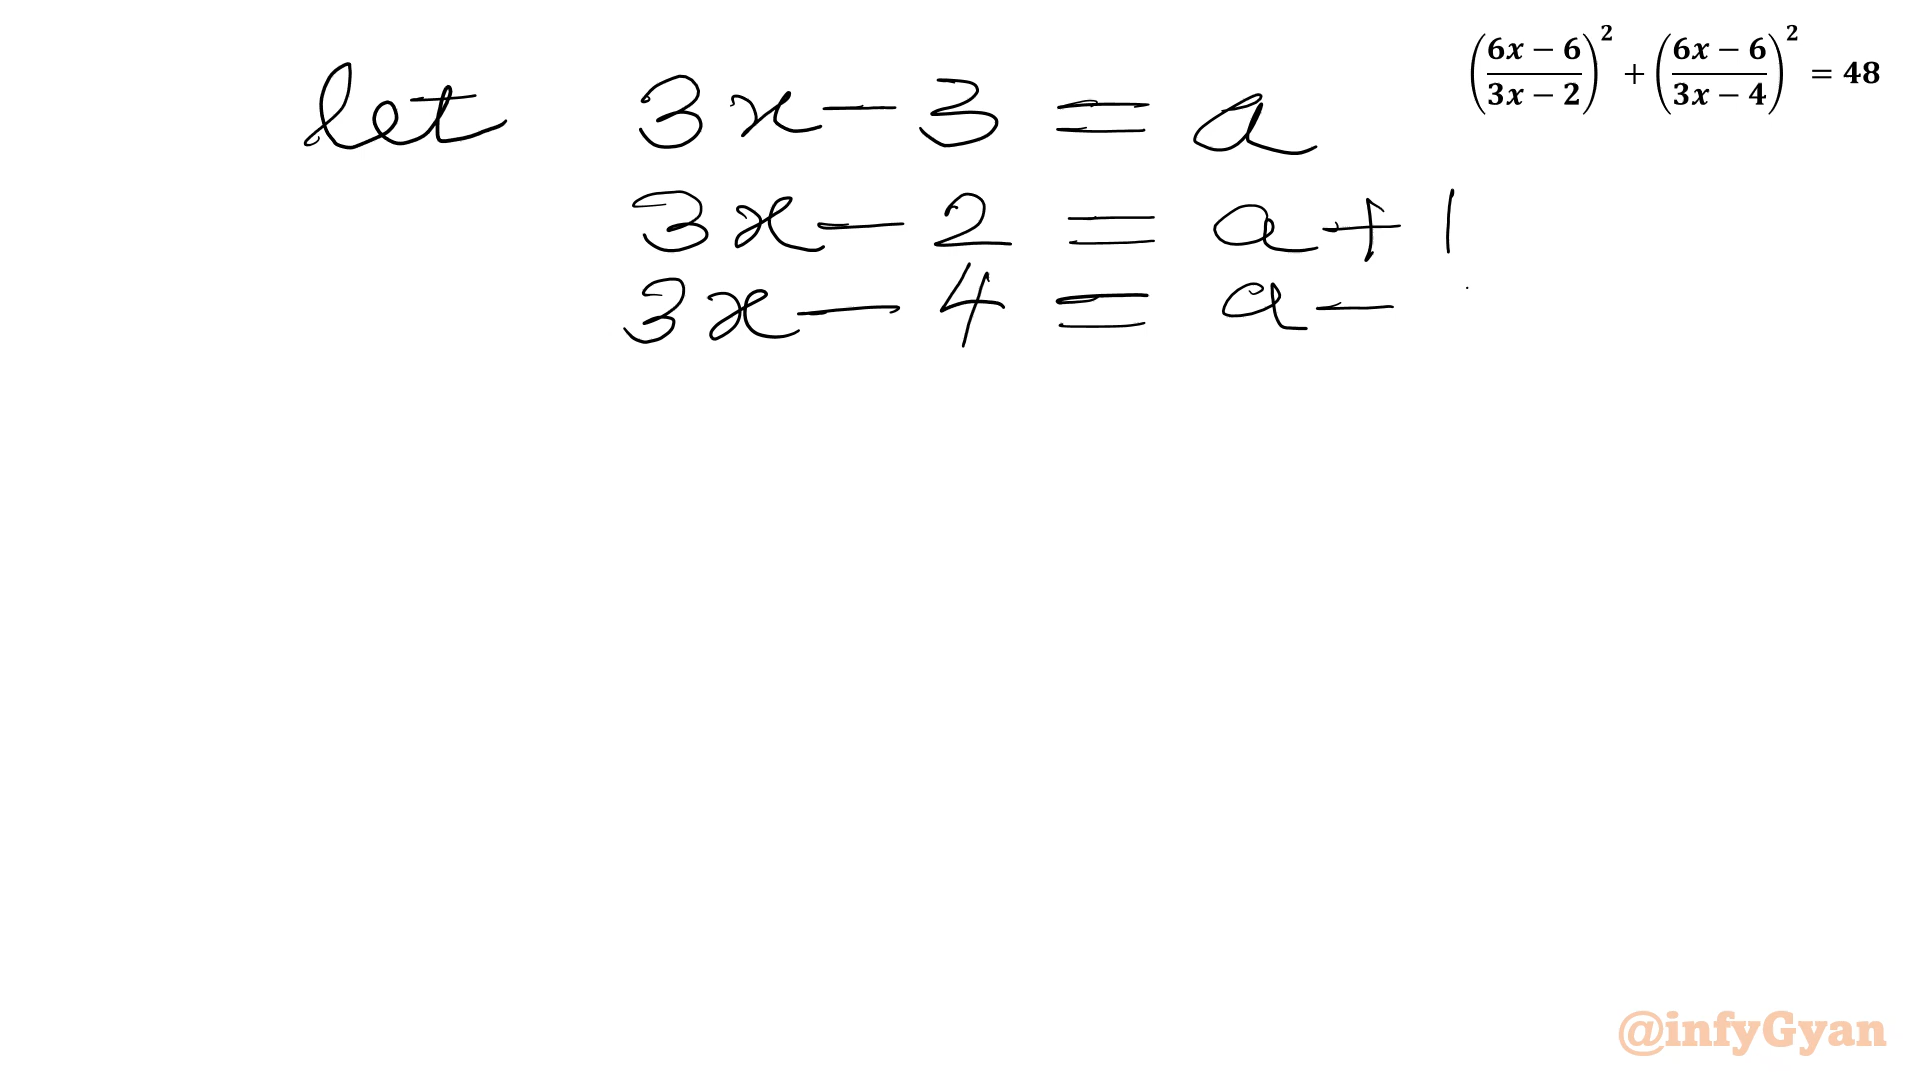 let 3x - 3 = a
(6x - 6 / 3x - 2)² + (6x - 6 / 3x - 4)² = 48
3x - 2 = a + 1
3x - 4 = a -
@infyGyan